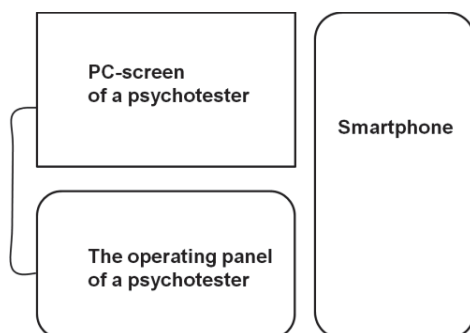 PC-screen
of a psychotester
Smartphone
The operating panel
of a psychotester